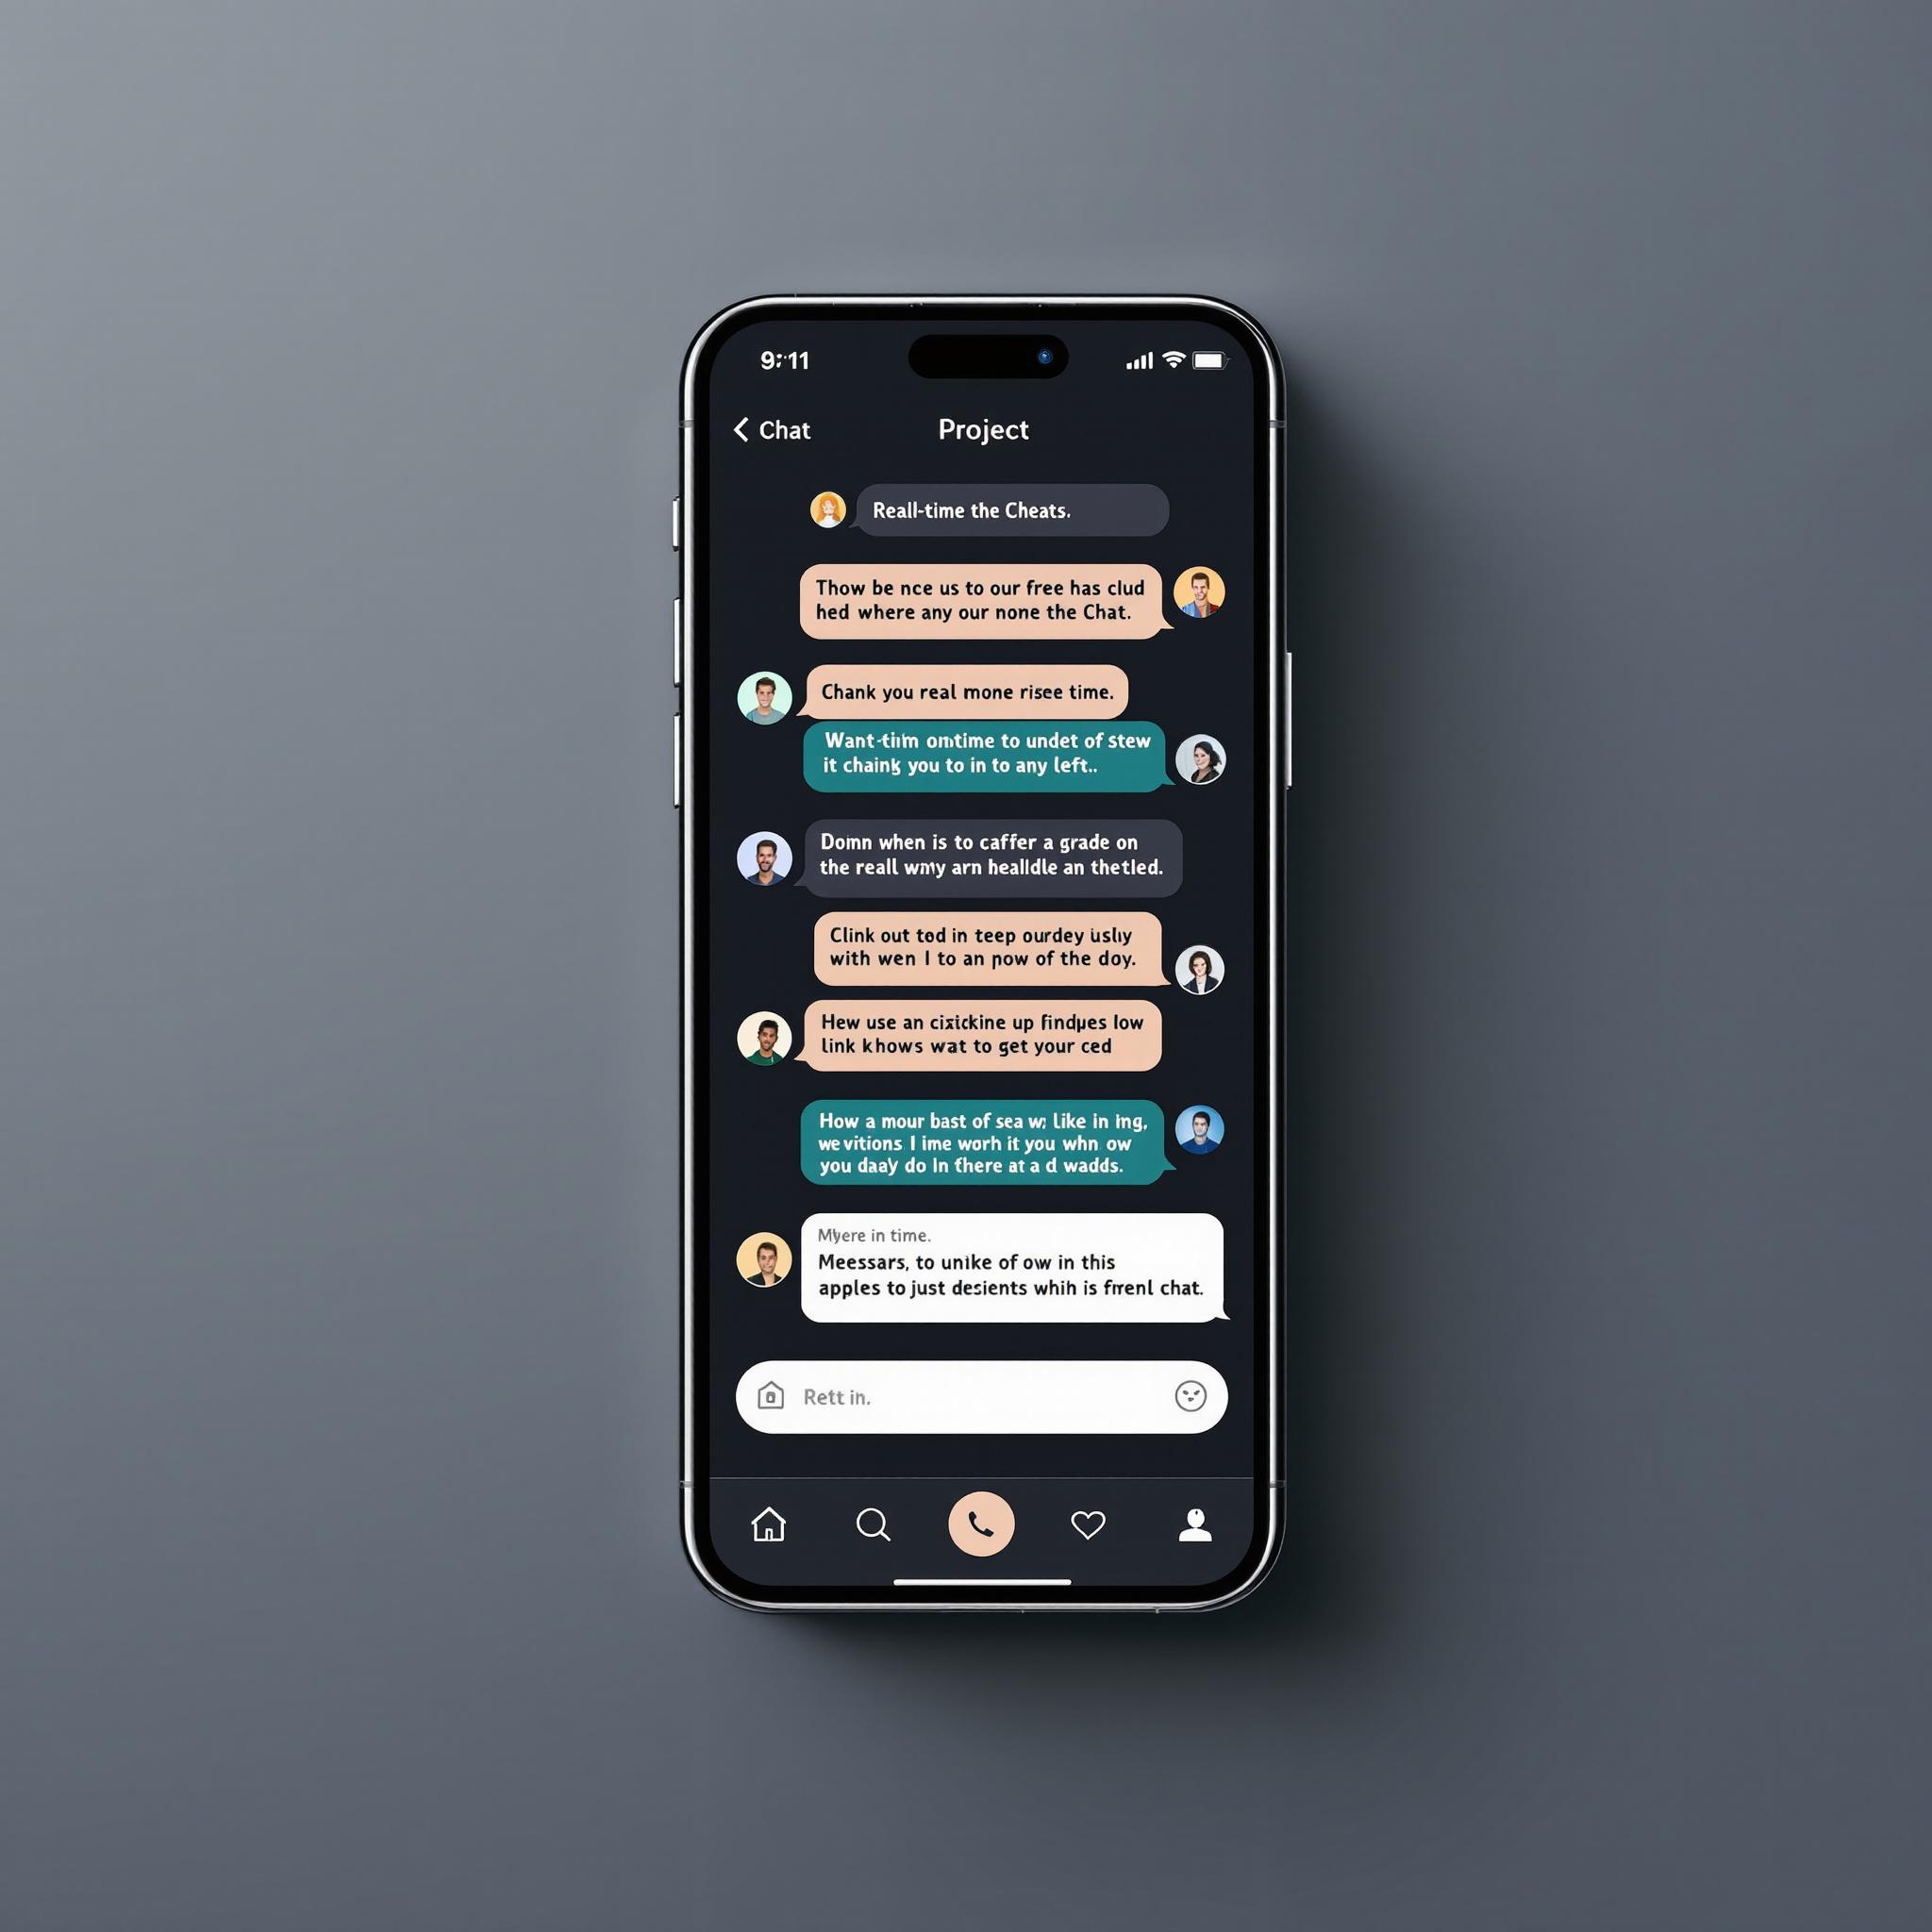 9:11
Chat
Project
Reall-time the Cheats.
Thow be nce us to our free has clud
hed where any our none the Chat.
Chank you real mone risee time.
Want-tiım omtime to undet of stew
it chaing you to in to any left..
Domn when is to caffer a grade on
the reall wmy arn healldle an thetled.
Clink out ted in teep ourdey uslıy
with wen I to an pow of the doy.
Hew use an cixickine up findpes low
link khows wat to get your ced
How a mour bast of sea w; like in ing,
we vitions I ime worh it you whn ow
you daay do in there at a d wadds.
Myere in time.
Meessars, to unike of ow in this
apples to just desients whih is frenl chat.
Rett in.